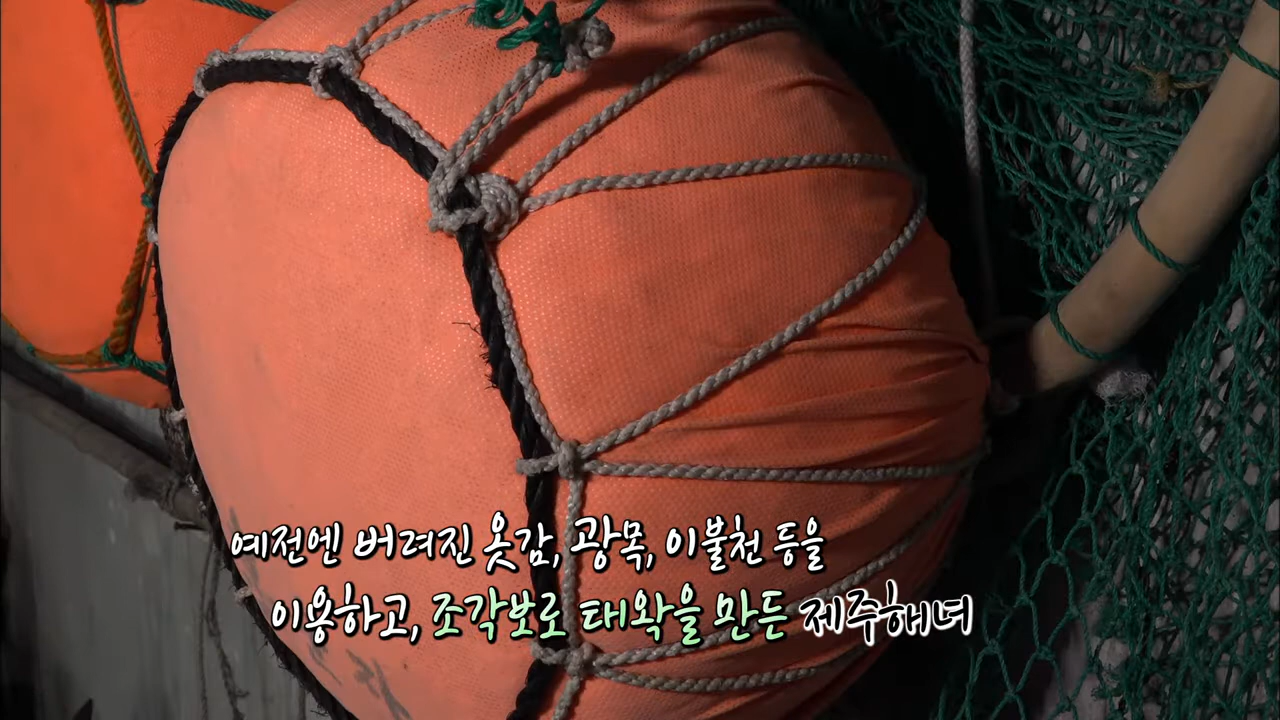 예전엔 버려진 옷감, 광목, 이불천 등을
이용하고, 조각보로 태왁을 만든 제주해녀